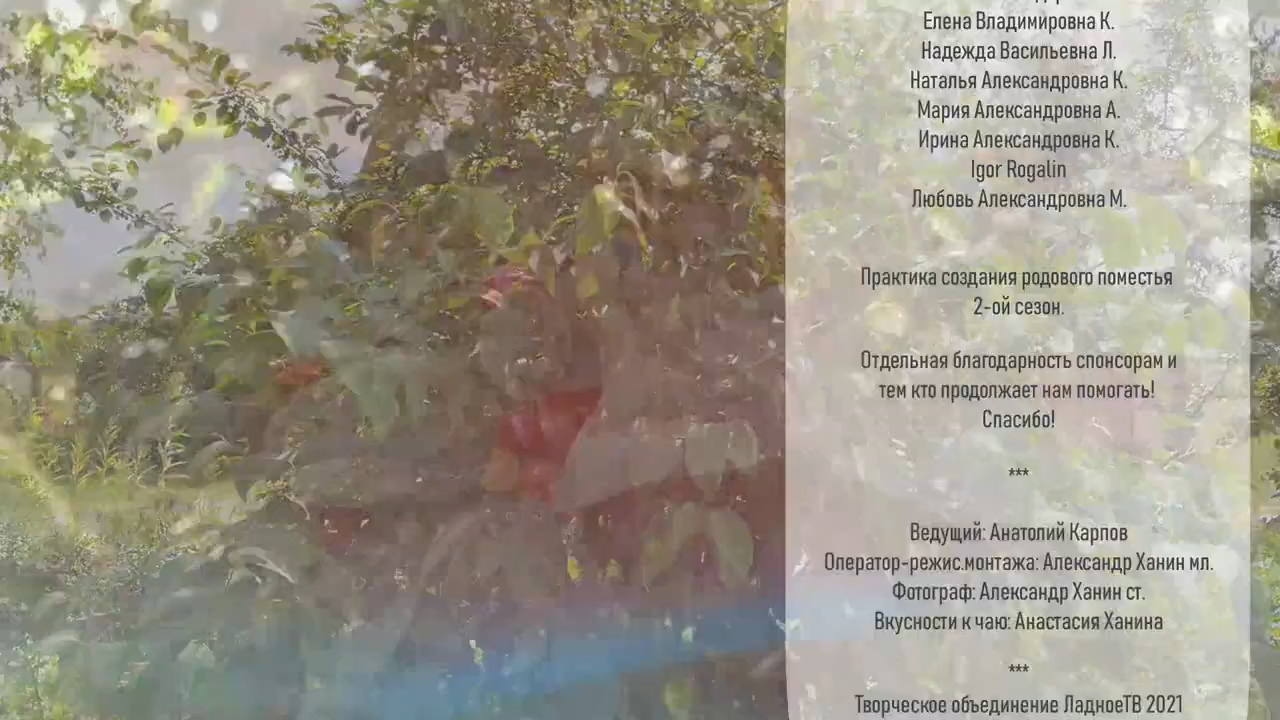 Елена Владимировна К.
Надежда Васильевна Л.
Наталья Александровна К.
Мария Александровна А.
Ирина Александровна К.
Igor Rogalin
Любовь Александровна М.
Практика создания родового поместья
2-ой сезон.
Отдельная благодарность спонсорам и
тем кто продолжает нам помогать!
Спасибо!
***
Ведущий: Анатолий Карпов
Оператор-режис.монтажа: Александр Ханин мл.
Фотограф: Александр Ханин ст.
Вкусности к чаю: Анастасия Ханина
***
Творческое объединение ЛадноеТВ 2021